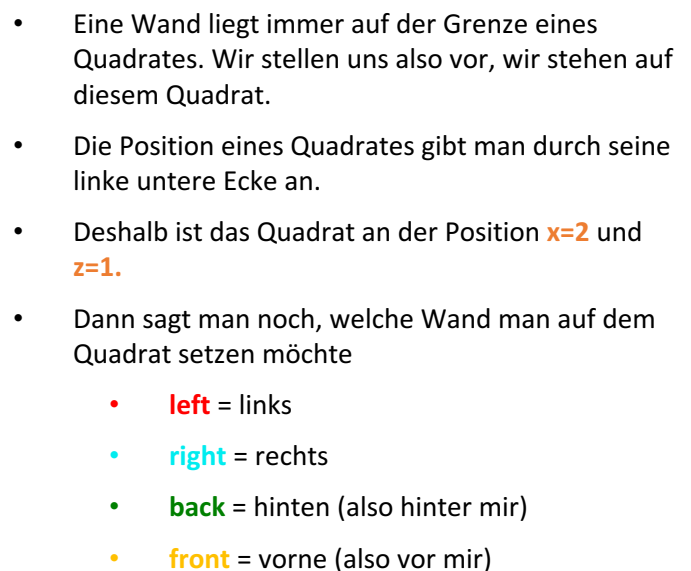 • Eine Wand liegt immer auf der Grenze eines
Quadrates. Wir stellen uns also vor, wir stehen auf
diesem Quadrat.
• Die Position eines Quadrates gibt man durch seine
linke untere Ecke an.
• Deshalb ist das Quadrat an der Position x=2 und
z=1.
• Dann sagt man noch, welche Wand man auf dem
Quadrat setzen möchte
• left = links
• right = rechts
• back = hinten (also hinter mir)
• front = vorne (also vor mir)